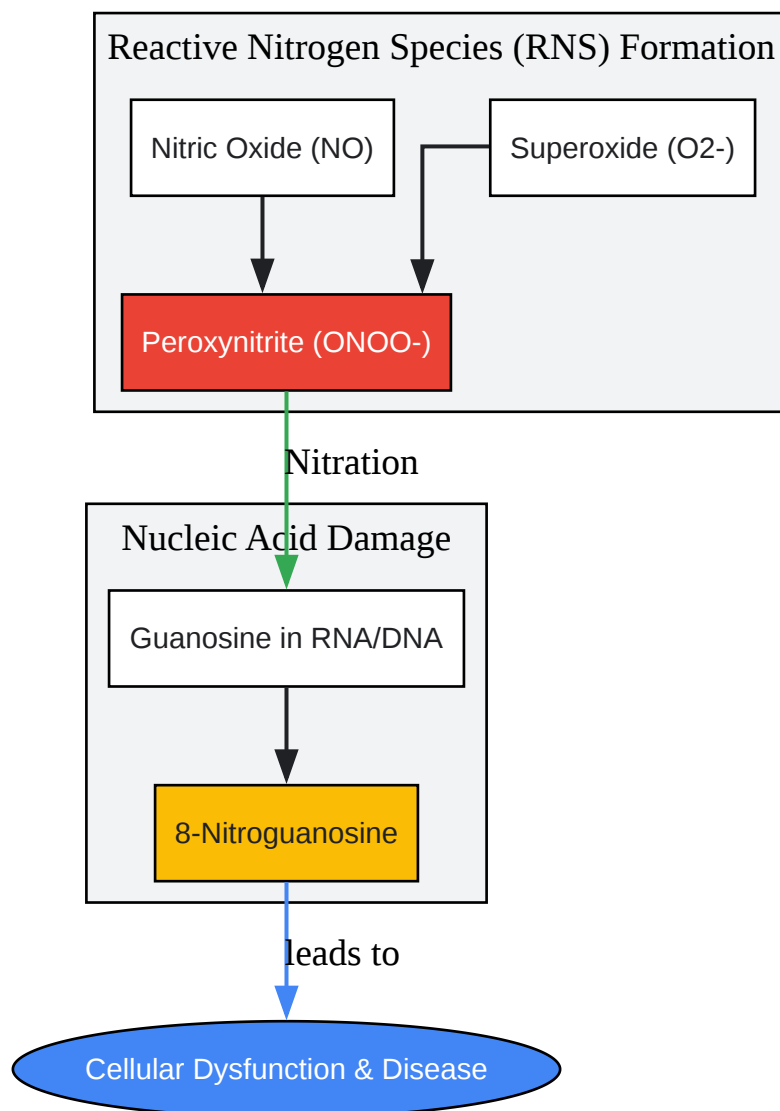 Reactive Nitrogen Species (RNS) Formation
Nitric Oxide (NO)
Superoxide (O2-)
Peroxynitrite (ONOO-)
Nitration
Nucleic Acid Damage
Guanosine in RNA/DNA
8-Nitroguanosine
leads to
Cellular Dysfunction & Disease